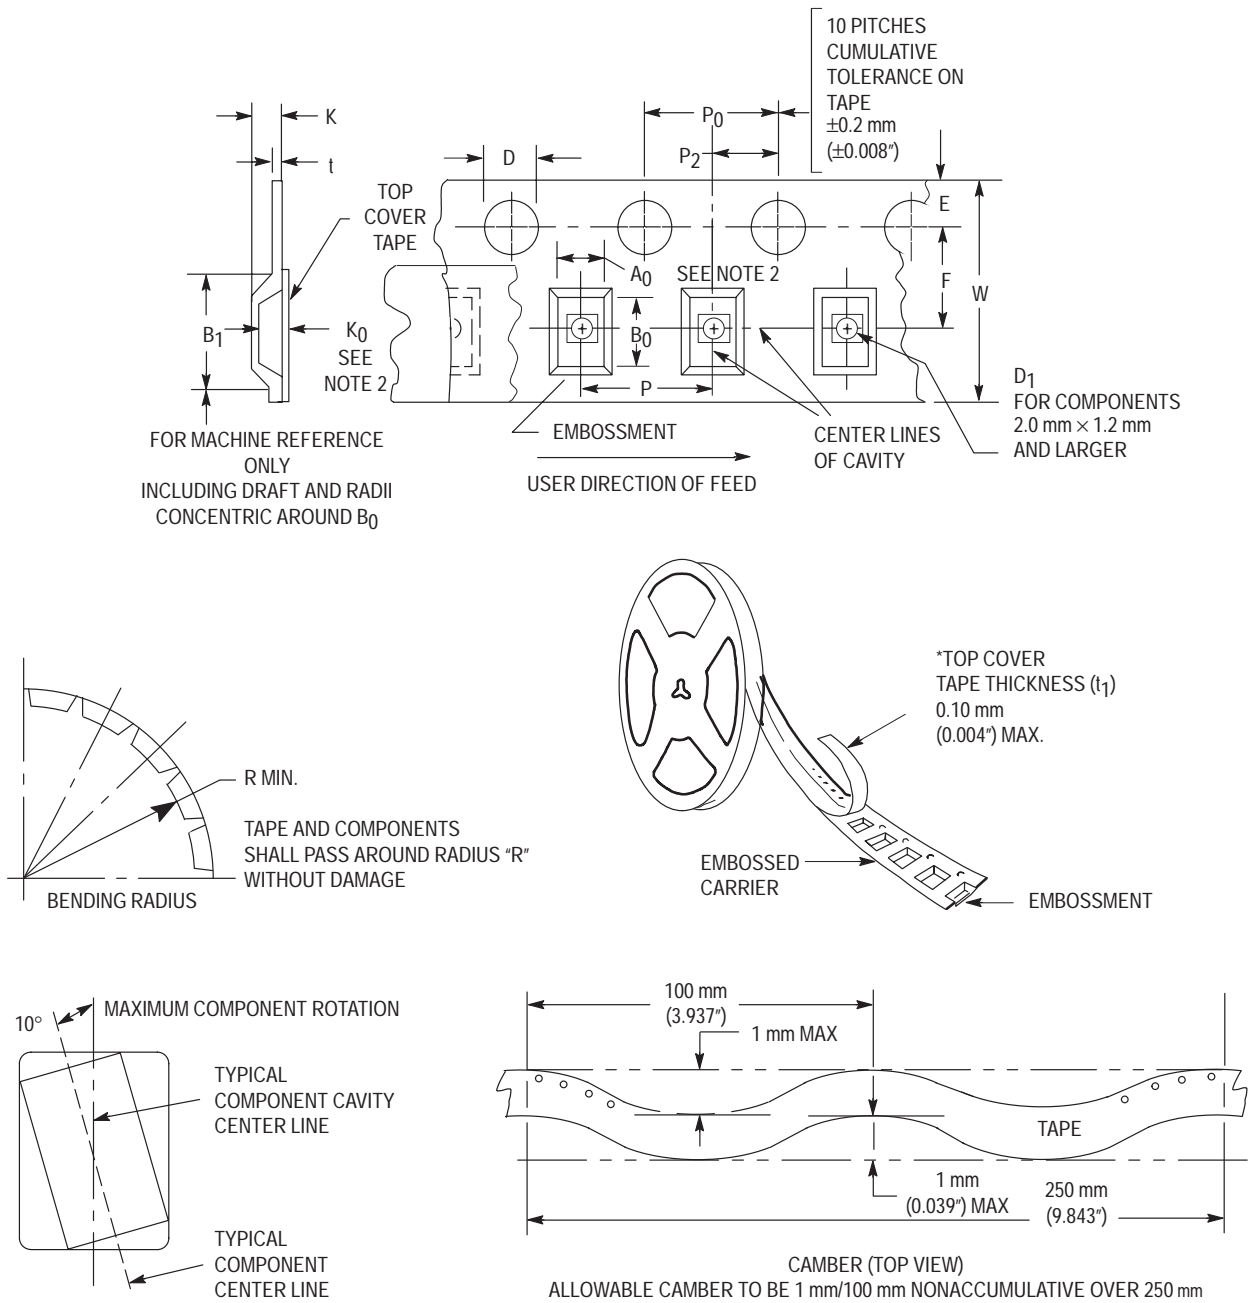 10 PITCHES
CUMULATIVE
TOLERANCE ON
TAPE
±0.2 mm
(±0.008″)
K
t
D
P0
P2
E
TOP
COVER
TAPE
A0
SEE NOTE 2
F
W
B1
K0
SEE
NOTE 2
B0
P
D1
FOR COMPONENTS
2.0 mm × 1.2 mm
AND LARGER
FOR MACHINE REFERENCE
ONLY
INCLUDING DRAFT AND RADII
CONCENTRIC AROUND B0
EMBOSSMENT
CENTER LINES
OF CAVITY
USER DIRECTION OF FEED
*TOP COVER
TAPE THICKNESS (t1)
0.10 mm
(0.004″) MAX.
R MIN.
TAPE AND COMPONENTS
SHALL PASS AROUND RADIUS “R”
WITHOUT DAMAGE
BENDING RADIUS
EMBOSSED
CARRIER
EMBOSSMENT
10°
MAXIMUM COMPONENT ROTATION
TYPICAL
COMPONENT CAVITY
CENTER LINE
TYPICAL
COMPONENT
CENTER LINE
100 mm
(3.937″)
1 mm MAX
TAPE
1 mm
(0.039″) MAX
250 mm
(9.843″)
CAMBER (TOP VIEW)
ALLOWABLE CAMBER TO BE 1 mm/100 mm NONACCUMULATIVE OVER 250 mm